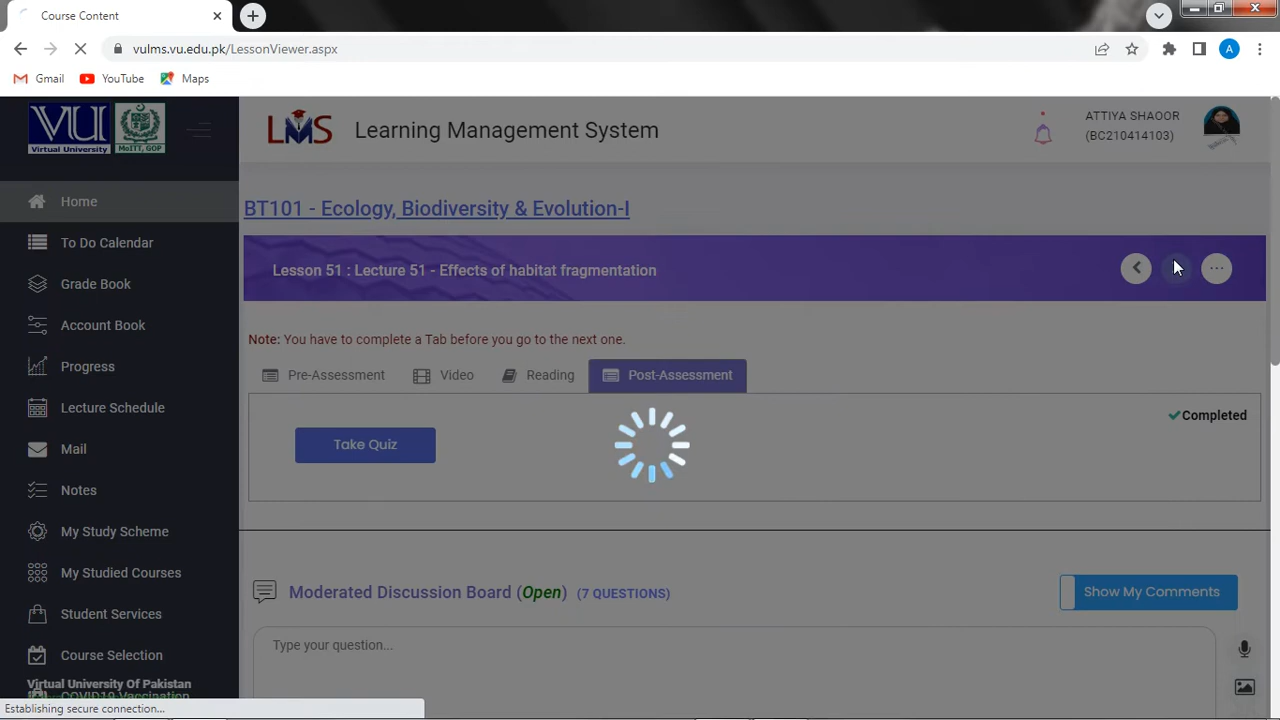 Course Content
vulms.vu.edu.pk/LessonViewer.aspx
A
Gmail
YouTube
Maps
VU
Virtual University
MoITT, GOP
LMS
Learning Management System
ATTIYA SHAOOR
(BC210414103)
Home
To Do Calendar
Grade Book
Account Book
Progress
Lecture Schedule
Mail
Notes
My Study Scheme
My Studied Courses
Student Services
Course Selection
COVID19 Vaccination
Virtual University Of Pakistan
BT101 - Ecology, Biodiversity & Evolution-I
Lesson 51 : Lecture 51 - Effects of habitat fragmentation
Note: You have to complete a Tab before you go to the next one.
Pre-Assessment
Video
Reading
Post-Assessment
Completed
Take Quiz
Moderated Discussion Board (Open) (7 QUESTIONS)
Show My Comments
Type your question...
Establishing secure connection...